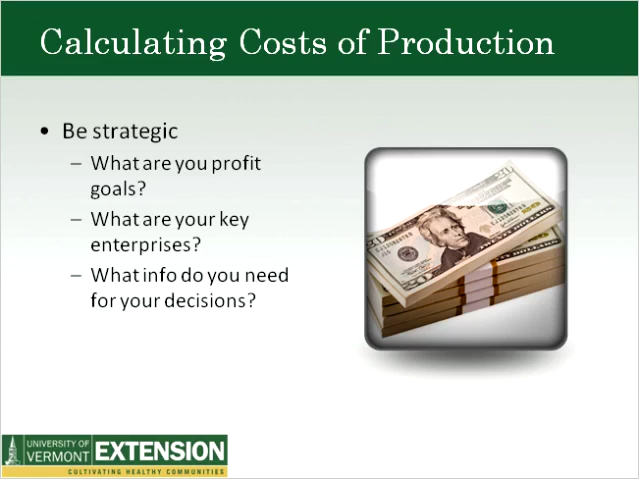 Calculating Costs of Production
• Be strategic
– What are you profit
goals?
– What are your key
enterprises?
– What info do you need
for your decisions?
20
UNIVERSITY OF
VERMONT EXTENSION
CULTIVATING HEALTHY COMMUNITIES